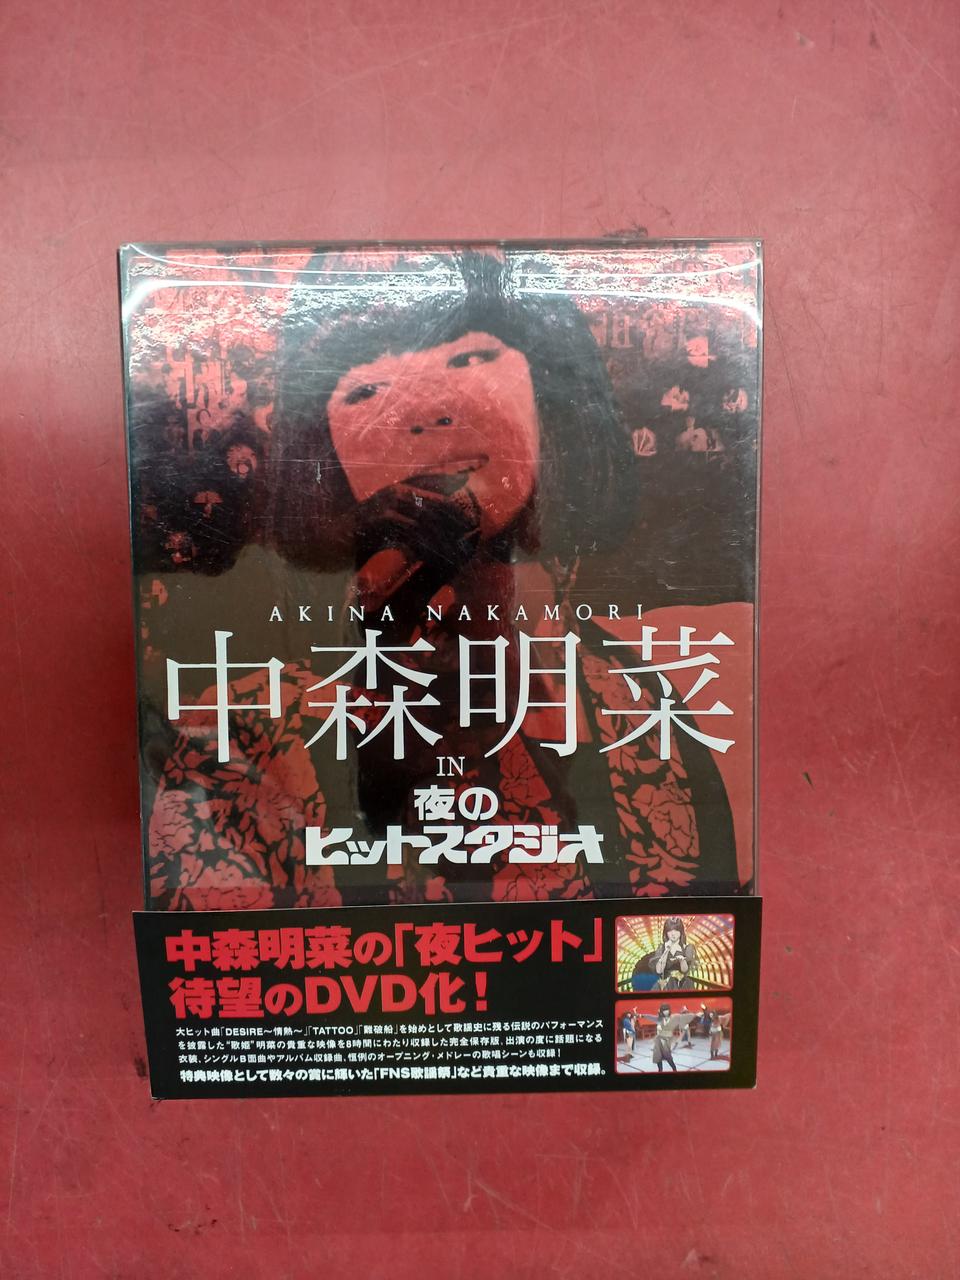 AKINA NAKAMORI
中森明菜
IN
夜の
ヒットスタジオ
中森明菜の「夜ヒット」
待望のDVD化！
大ヒット曲「DESIRE〜情熱〜」「TATTOO」「難破船」を始めとして歌謡史に残る伝説のパフォーマンス
を披露した"歌姫"明菜の貴重な映像を8時間にわたり収録した完全保存版。出演の度に話題になる
衣装、シングルB面曲やアルバム収録曲、恒例のオープニング・メドレーの歌唱シーンも収録！
特典映像として数々の賞に輝いた「FNS歌謡祭」など貴重な映像まで収録。